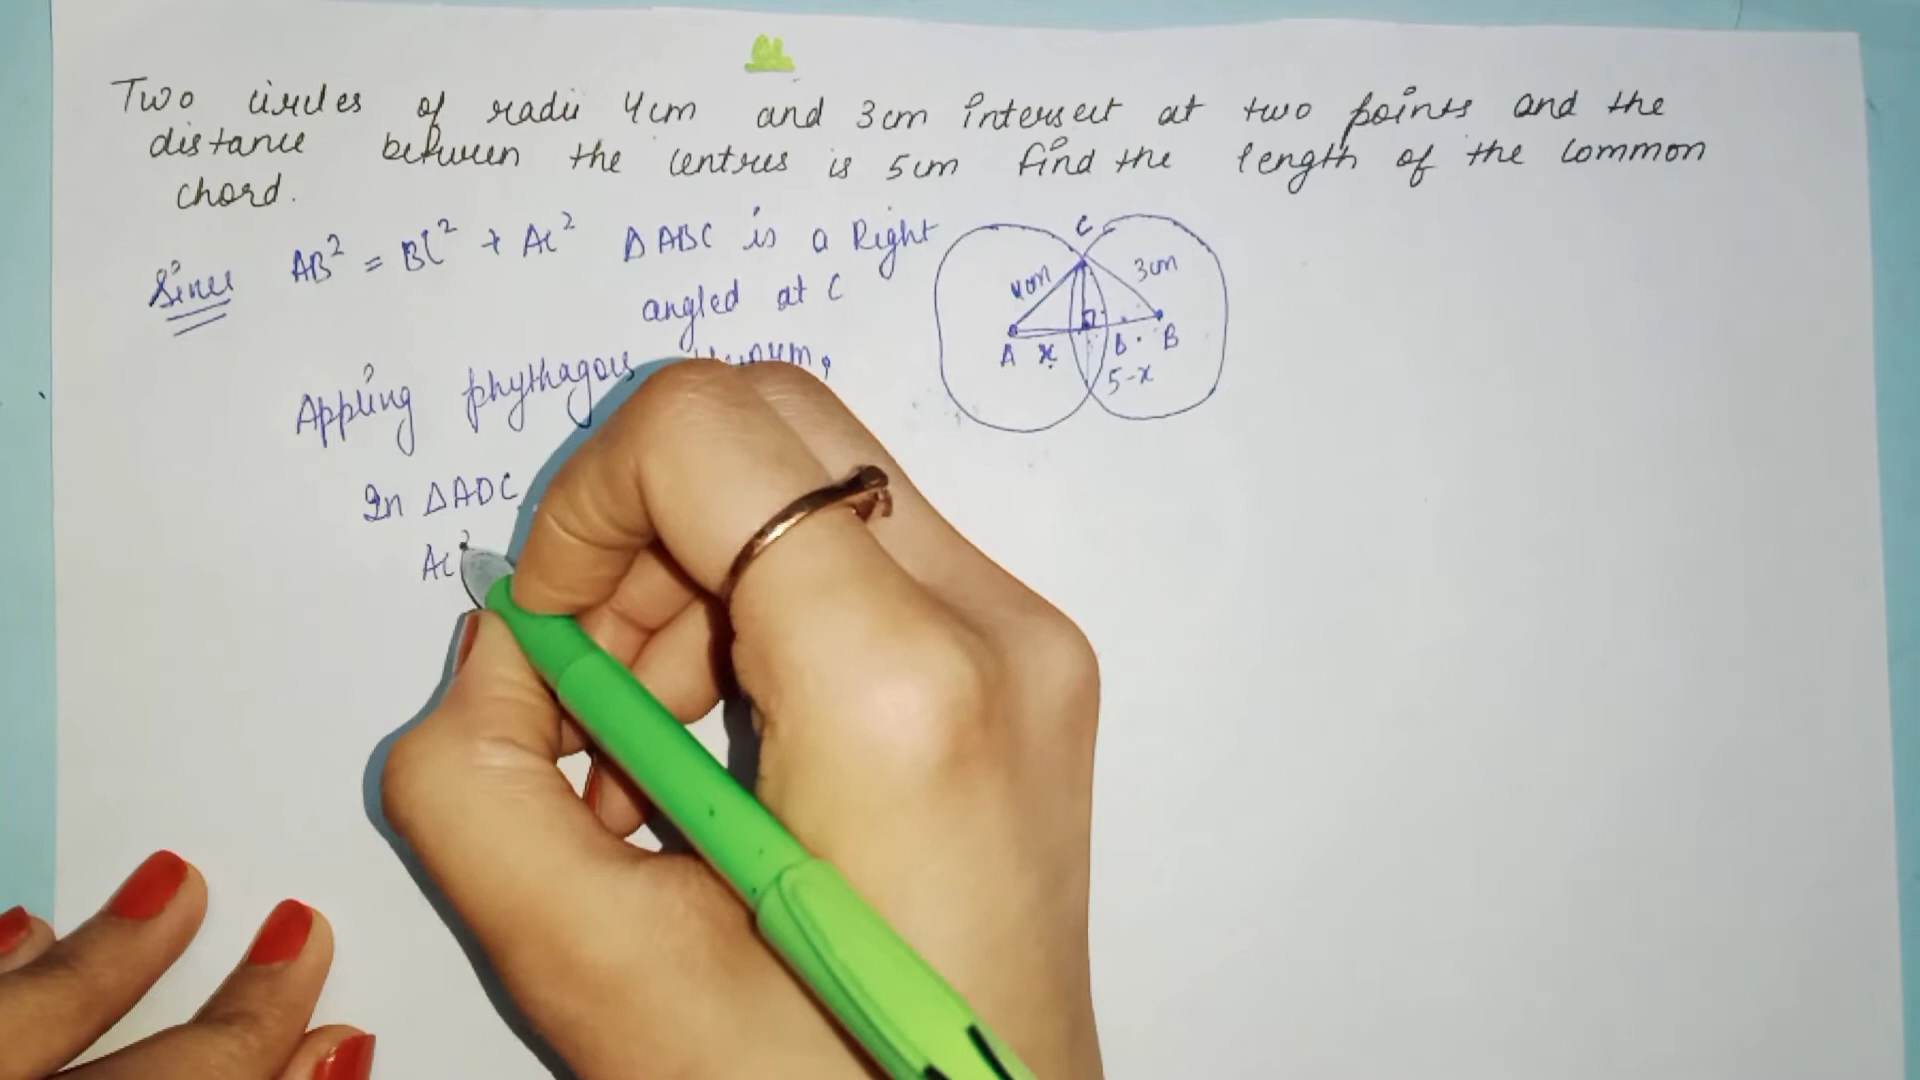 Two circles of radii 4cm and 3cm intersect at two points and the
distance between the centres is 5cm find the length of the common
chord.
Since AB² = BC² + AC² ΔABC is a Right
angled at C
Appling phythagous
In ΔADC
AC²
C
4cm
3cm
A x D B
5-x